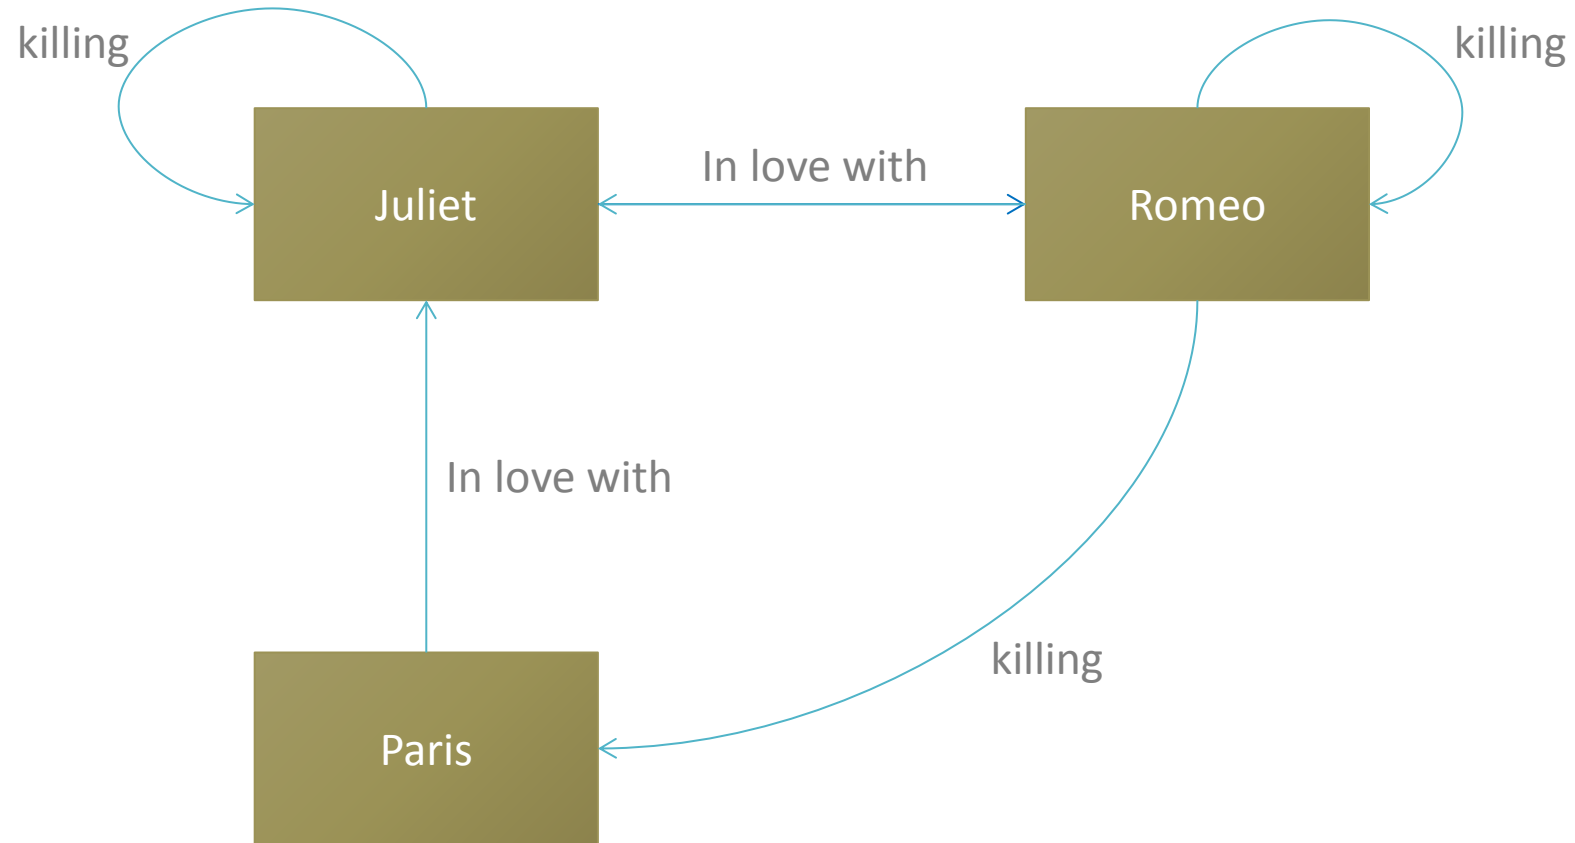 killing
killing
In love with
Juliet
Romeo
In love with
killing
Paris